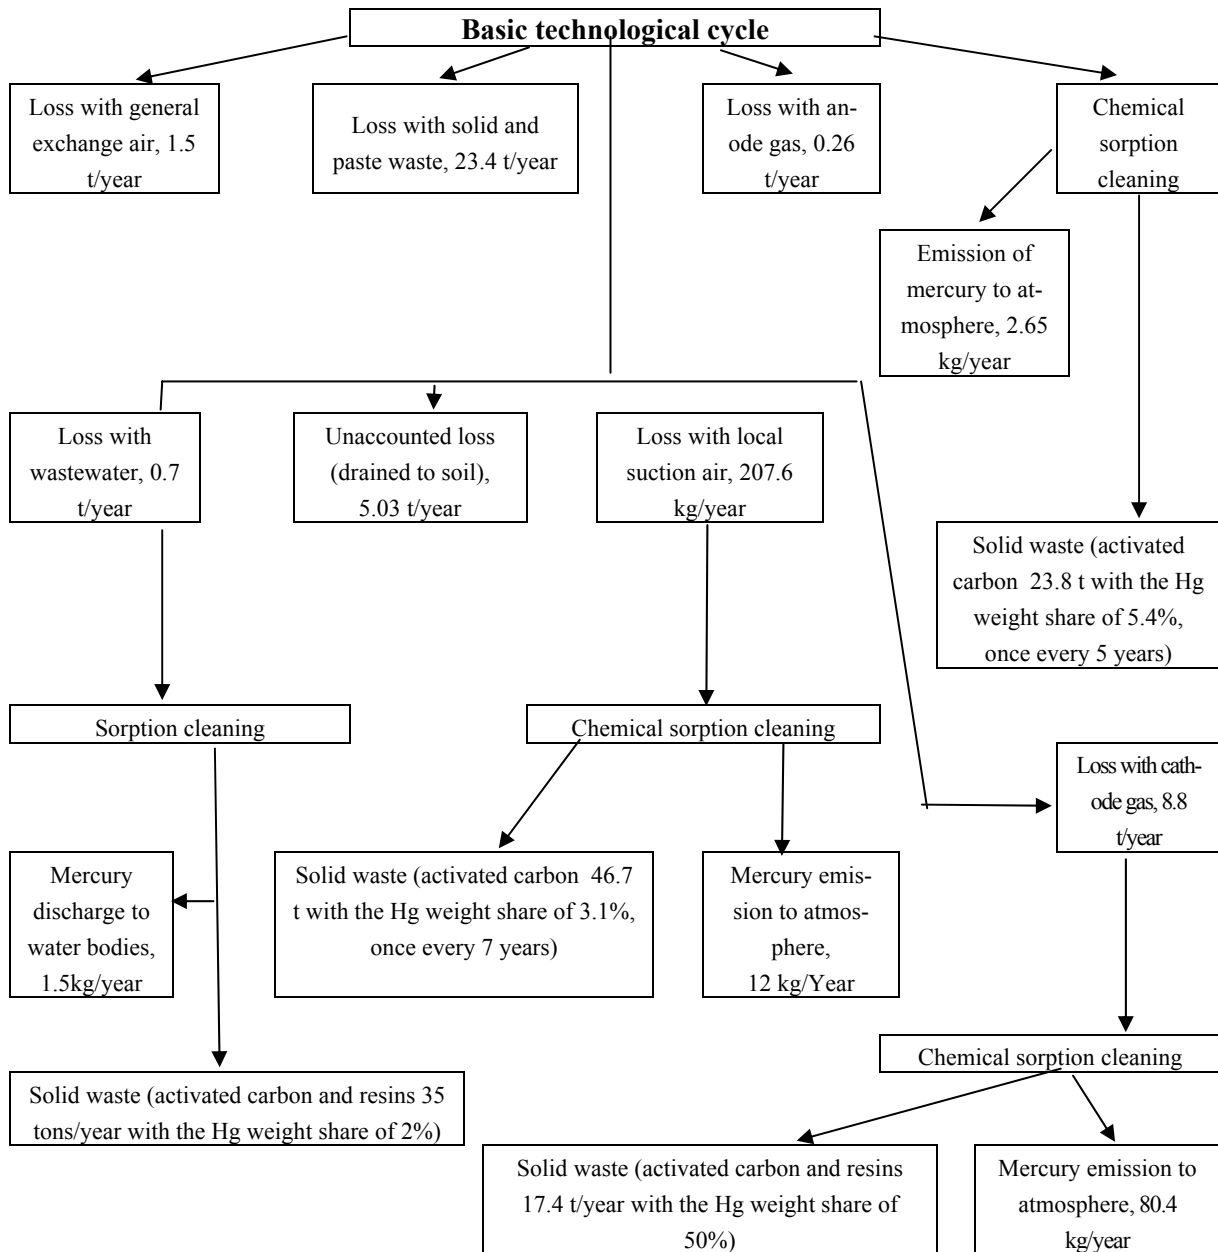 Basic technological cycle
Loss with general
exchange air, 1.5
t/year
Loss with solid and
paste waste, 23.4 t/year
Loss with an-
ode gas, 0.26
t/year
Chemical
sorption
cleaning
Emission of
mercury to at-
mosphere, 2.65
kg/year
Loss with
wastewater, 0.7
t/year
Unaccounted loss
(drained to soil),
5.03 t/year
Loss with local
suction air, 207.6
kg/year
Solid waste (activated
carbon 23.8 t with the Hg
weight share of 5.4%,
once every 5 years)
Sorption cleaning
Chemical sorption cleaning
Loss with cath-
ode gas, 8.8
t/year
Mercury
discharge to
water bodies,
1.5kg/year
Solid waste (activated carbon 46.7
t with the Hg weight share of 3.1%,
once every 7 years)
Mercury emis-
sion to atmos-
phere,
12 kg/Year
Chemical sorption cleaning
Solid waste (activated carbon and resins 35
tons/year with the Hg weight share of 2%)
Solid waste (activated carbon and resins
17.4 t/year with the Hg weight share of
50%)
Mercury emission to
atmosphere, 80.4
kg/year